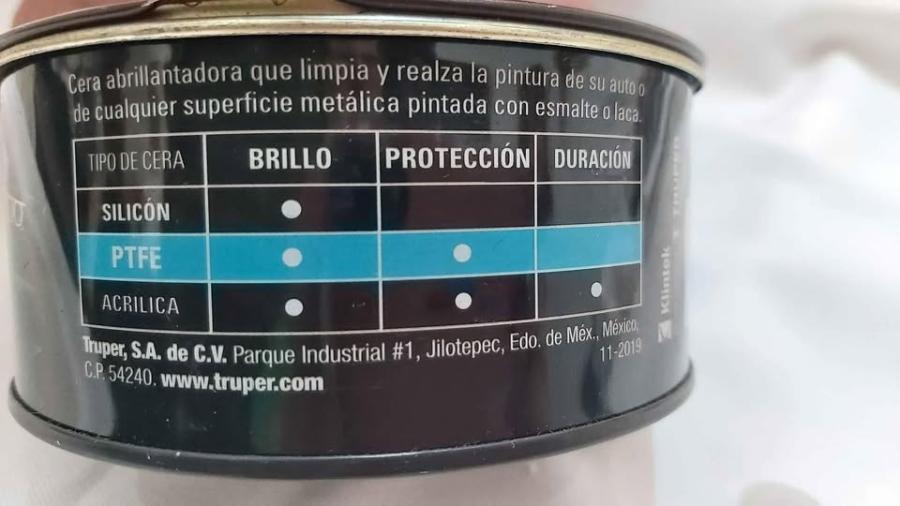 Cera abrillantadora que limpia y realza la pintura de su auto o
de cualquier superficie metálica pintada con esmalte o laca.
TIPO DE CERA BRILLO PROTECCIÓN DURACIÓN
SILICÓN
PTFE
ACRILICA
Truper, S.A. de C.V. Parque Industrial #1, Jilotepec, Edo. de Méx., México,
C.P. 54240. www.truper.com 11-2019
Klintek
TRUPER